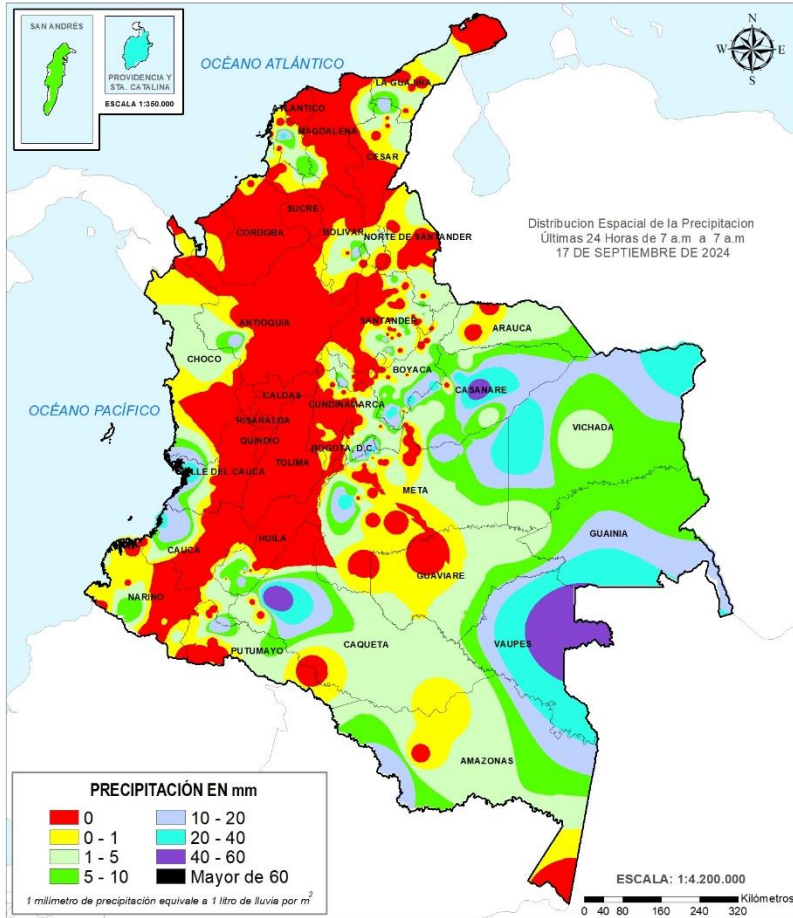 SAN ANDRÉS
PROVIDENCIA Y
STA. CATALINA
ESCALA 1:350.000
OCÉANO ATLÁNTICO
N
W
E
S
LA GUAJIRA
ATLANTICO
MAGDALENA
CESAR
SUCRE
CORDOBA
BOLIVAR
NORTE DE SANTANDER
Distribucion Espacial de la Precipitacion
Últimas 24 Horas de 7 a.m a 7 a.m
17 DE SEPTIEMBRE DE 2024
ANTIOQUIA
SANTANDER
ARAUCA
CHOCO
BOYACA
CASANARE
OCÉANO PACÍFICO
CALDAS
CUNDINAMARCA
RISARALDA
VICHADA
QUINDIO
BOGOTA, D.C.
TOLIMA
VALLE DEL CAUCA
META
GUAINIA
CAUCA
HUILA
GUAVIARE
NARIÑO
PUTUMAYO
CAQUETA
VAUPES
AMAZONAS
PRECIPITACIÓN EN mm
0
0 - 1
1 - 5
5 - 10
10 - 20
20 - 40
40 - 60
Mayor de 60
1 milimetro de precipitación equivale a 1 litro de lluvia por m²
ESCALA: 1:4.200.000
Kilómetros
0 40 80 160 240 320